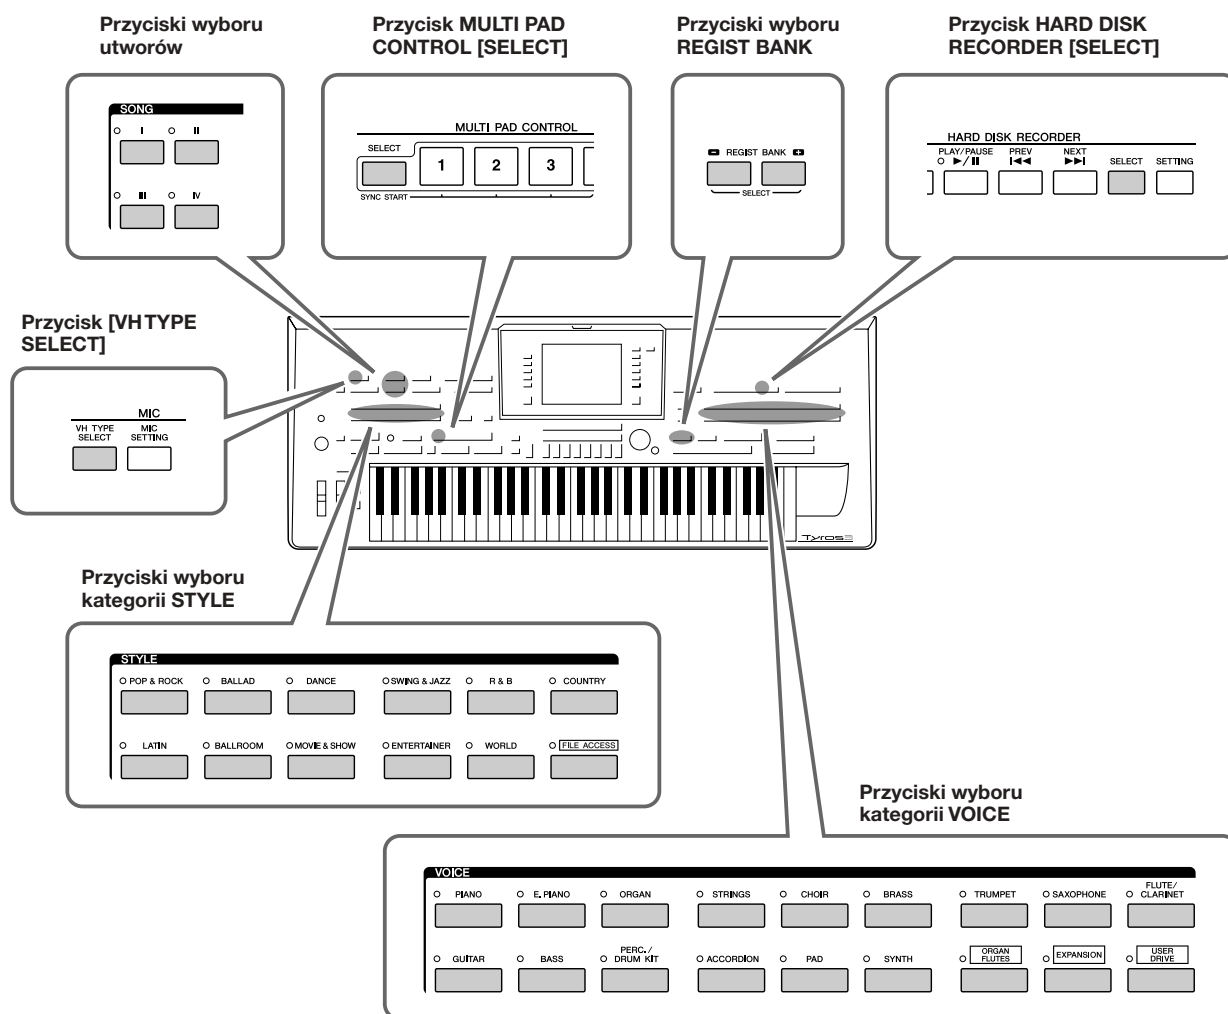 Przyciski wyboru
utworów
Przycisk MULTI PAD
CONTROL [SELECT]
Przyciski wyboru
REGIST BANK
Przycisk HARD DISK
RECORDER [SELECT]
SONG
I II
III IV
MULTI PAD CONTROL
SELECT
1 2 3
SYNC START
REGIST BANK
SELECT
HARD DISK RECORDER
PLAY/PAUSE PREV NEXT
SELECT SETTING
Przycisk [VH TYPE
SELECT]
MIC
VH TYPE
SELECT
MIC
SETTING
Tyros3
Przyciski wyboru
kategorii STYLE
STYLE
POP & ROCK BALLAD DANCE SWING & JAZZ R & B COUNTRY
LATIN BALLROOM MOVIE & SHOW ENTERTAINER WORLD FILE ACCESS
Przyciski wyboru
kategorii VOICE
VOICE
PIANO E. PIANO ORGAN STRINGS CHOIR BRASS TRUMPET SAXOPHONE FLUTE/
CLARINET
GUITAR BASS PERC./
DRUM KIT ACCORDION PAD SYNTH ORGAN
FLUTES EXPANSION USER
DRIVE